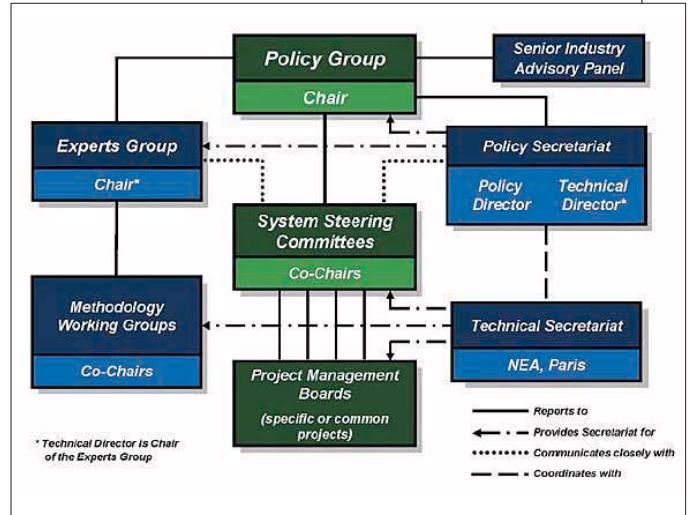 Policy Group
Chair
Senior Industry
Advisory Panel
Experts Group
Chair*
Policy Secretariat
Policy
Director
Technical
Director*
System Steering
Committees
Co-Chairs
Methodology
Working Groups
Co-Chairs
Technical Secretariat
NEA, Paris
Project Management
Boards
(specific or common
projects)
* Technical Director is Chair
of the Experts Group
Reports to
Provides Secretariat for
Communicates closely with
Coordinates with